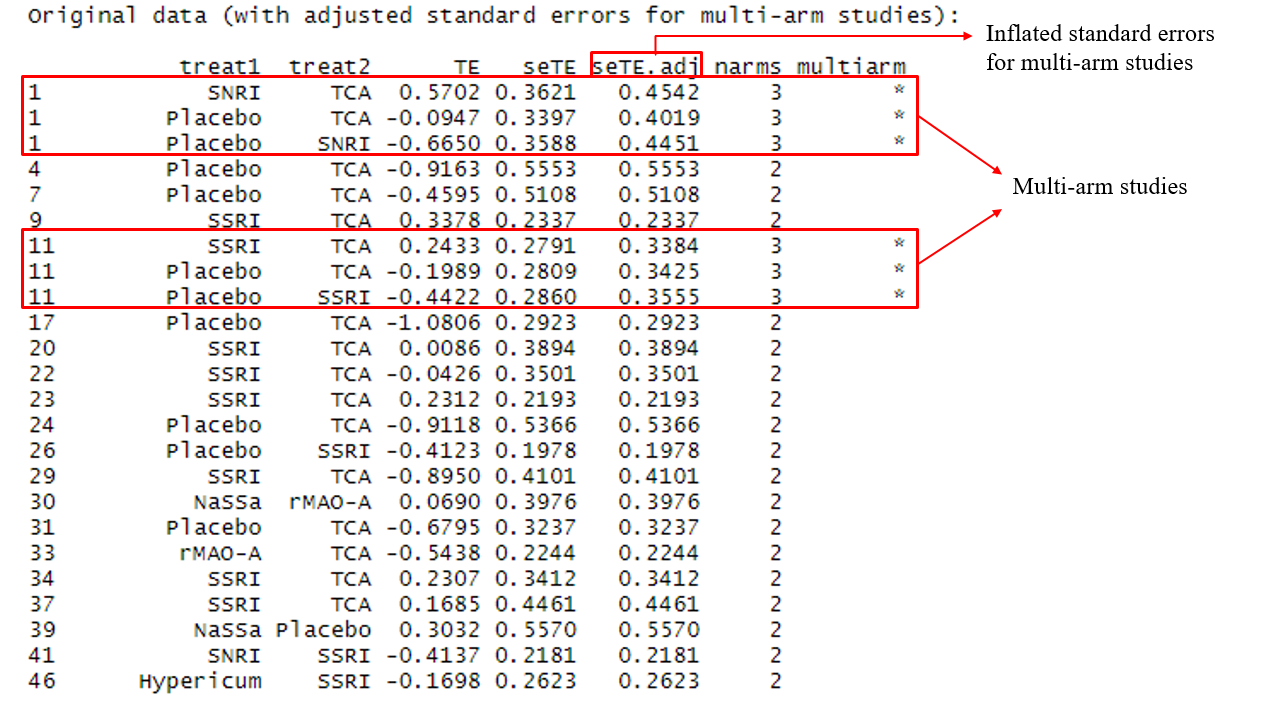 Original data (with adjusted standard errors for multi-arm studies):
Inflated standard errors
for multi-arm studies
treat1 treat2 TE seTE seTE.adj narms multiarm
1 SNRI TCA 0.5702 0.3621 0.4542 3 *
1 Placebo TCA -0.0947 0.3397 0.4019 3 *
1 Placebo SNRI -0.6650 0.3588 0.4451 3 *
4 Placebo TCA -0.9163 0.5553 0.5553 2
7 Placebo TCA -0.4595 0.5108 0.5108 2
9 SSRI TCA 0.3378 0.2337 0.2337 2
11 SSRI TCA 0.2433 0.2791 0.3384 3 *
11 Placebo TCA -0.1989 0.2809 0.3425 3 *
11 Placebo SSRI -0.4422 0.2860 0.3555 3 *
Multi-arm studies
17 Placebo TCA -1.0806 0.2923 0.2923 2
20 SSRI TCA 0.0086 0.3894 0.3894 2
22 SSRI TCA -0.0426 0.3501 0.3501 2
23 SSRI TCA 0.2312 0.2193 0.2193 2
24 Placebo TCA -0.9118 0.5366 0.5366 2
26 Placebo SSRI -0.4123 0.1978 0.1978 2
29 SSRI TCA -0.8950 0.4101 0.4101 2
30 NaSSa rMAO-A 0.0690 0.3976 0.3976 2
31 Placebo TCA -0.6795 0.3237 0.3237 2
33 rMAO-A TCA -0.5438 0.2244 0.2244 2
34 SSRI TCA 0.2307 0.3412 0.3412 2
37 SSRI TCA 0.1685 0.4461 0.4461 2
39 NaSSa Placebo 0.3032 0.5570 0.5570 2
41 SNRI SSRI -0.4137 0.2181 0.2181 2
46 Hypericum SSRI -0.1698 0.2623 0.2623 2